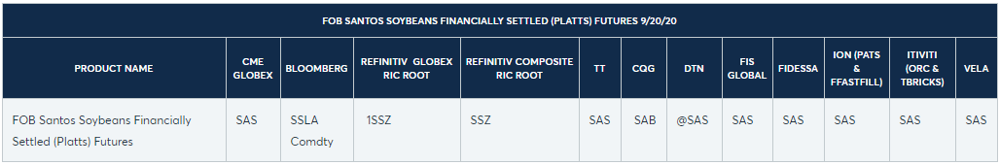 FOB SANTOS SOYBEANS FINANCIALLY SETTLED (PLATTS) FUTURES 9/20/20
PRODUCT NAME
CME
GLOBEX
BLOOMBERG
REFINITIV GLOBEX
RIC ROOT
REFINITIV COMPOSITE
RIC ROOT
TT
CQG
DTN
FIS
GLOBAL
FIDESSA
ION (PATS
&
FFASTFILL)
ITIVITI
(ORC &
TBRICKS)
VELA
FOB Santos Soybeans Financially
Settled (Platts) Futures
SAS
SSLA
Comdty
1SSZ
SSZ
SAS
SAB
@SAS
SAS
SAS
SAS
SAS
SAS